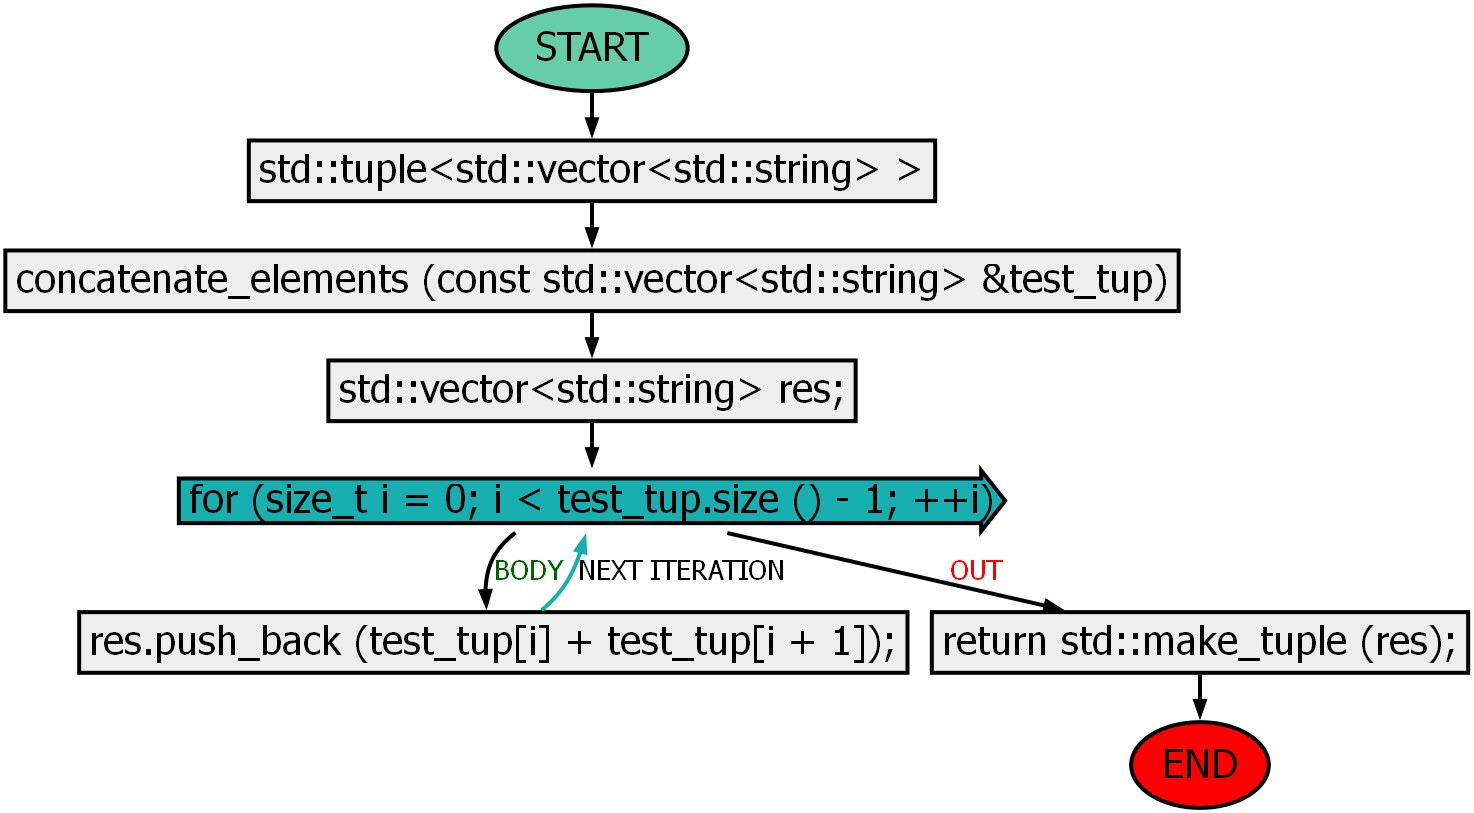 START
std::tuple<std::vector<std::string> >
concatenate_elements (const std::vector<std::string> &test_tup)
std::vector<std::string> res;
for (size_t i = 0; i < test_tup.size () - 1; ++i)
BODY
NEXT ITERATION
OUT
res.push_back (test_tup[i] + test_tup[i + 1]);
return std::make_tuple (res);
END